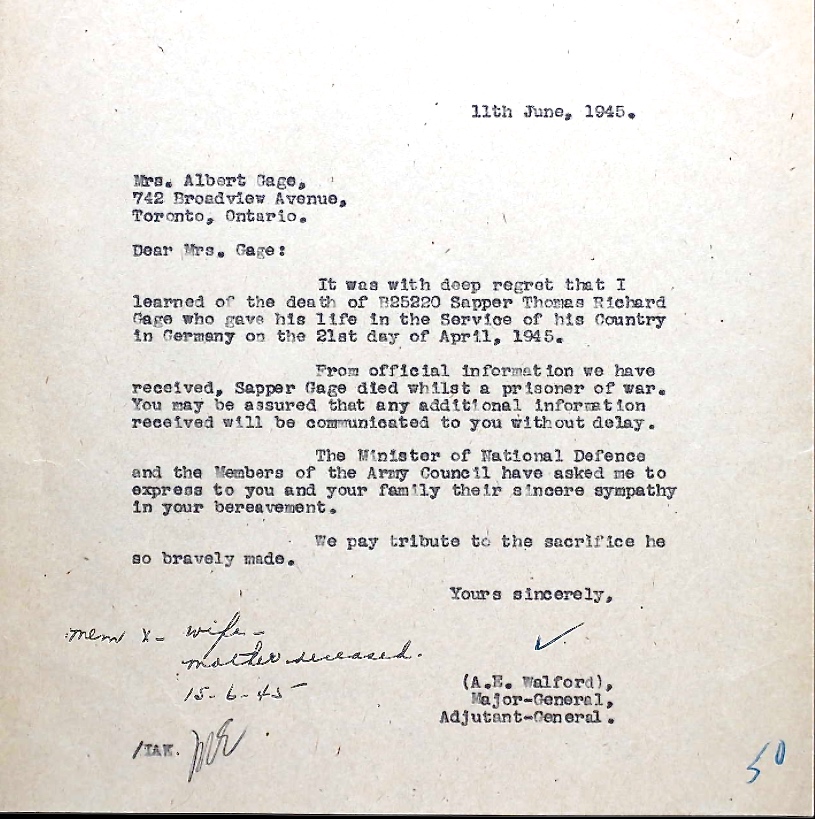 11th June, 1945.
Mrs. Albert Gage,
742 Broadview Avenue,
Toronto, Ontario.
Dear Mrs. Gage:
It was with deep regret that I
learned of the death of B25220 Sapper Thomas Richard
Gage who gave his life in the Service of his Country
in Germany on the 21st day of April, 1945.
From official information we have
received, Sapper Gage died whilst a prisoner of war.
You may be assured that any additional information
received will be communicated to you without delay.
The Minister of National Defence
and the Members of the Army Council have asked me to
express to you and your family their sincere sympathy
in your bereavement.
We pay tribute to the sacrifice he
so bravely made.
Yours sincerely,
mem X - wife -
mother deceased.
15-6-45
(A.E. Walford),
Major-General,
Adjutant-General.
50